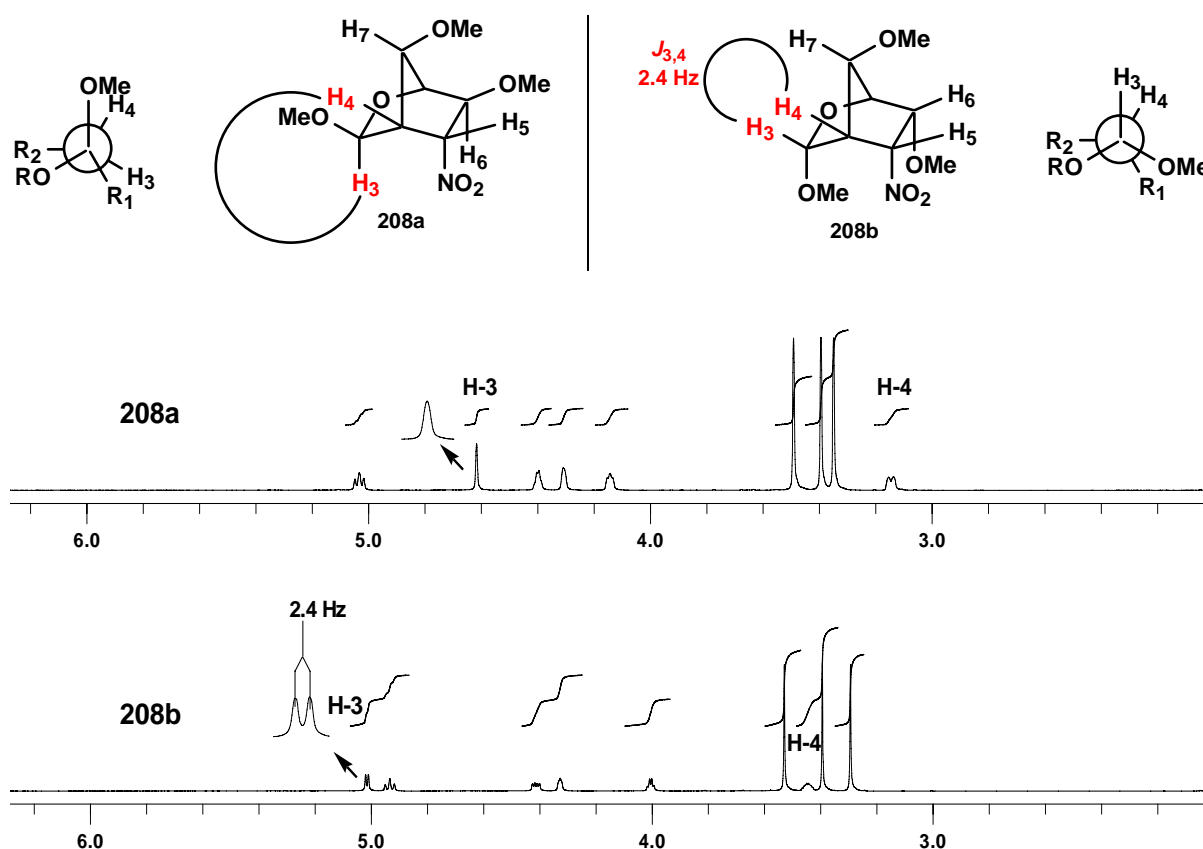 OMe
H4
R2
RO
H3
R1
H7
OMe
O
OMe
H4
MeO
H5
H6
H3
NO2
208a
J3,4
2.4 Hz
H7
OMe
H4
O
H6
H3
H5
OMe
OMe
NO2
208b
H3
H4
R2
RO
OMe
R1
208a
H-3
H-4
6.0 5.0 4.0 3.0
2.4 Hz
208b
H-3
H-4
6.0 5.0 4.0 3.0